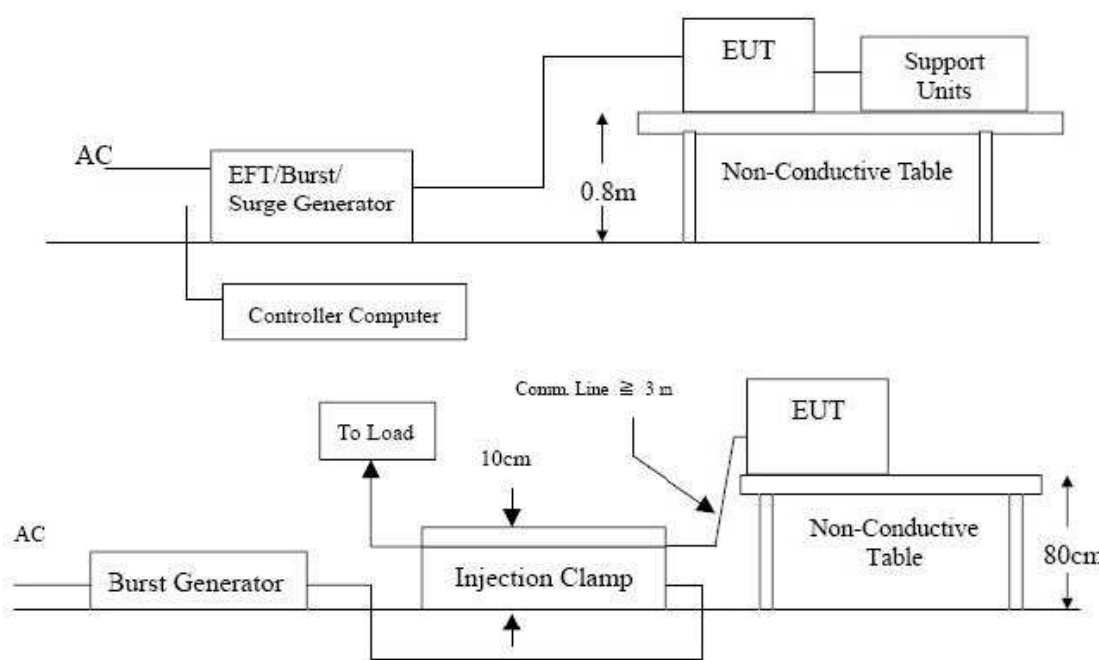 EUT
Support
Units
AC
EFT/Burst/
Surge Generator
0.8m
Non-Conductive Table
Controller Computer
Comm. Line ≧ 3 m
EUT
To Load
10cm
AC
Non-Conductive
Table
80cm
Burst Generator
Injection Clamp